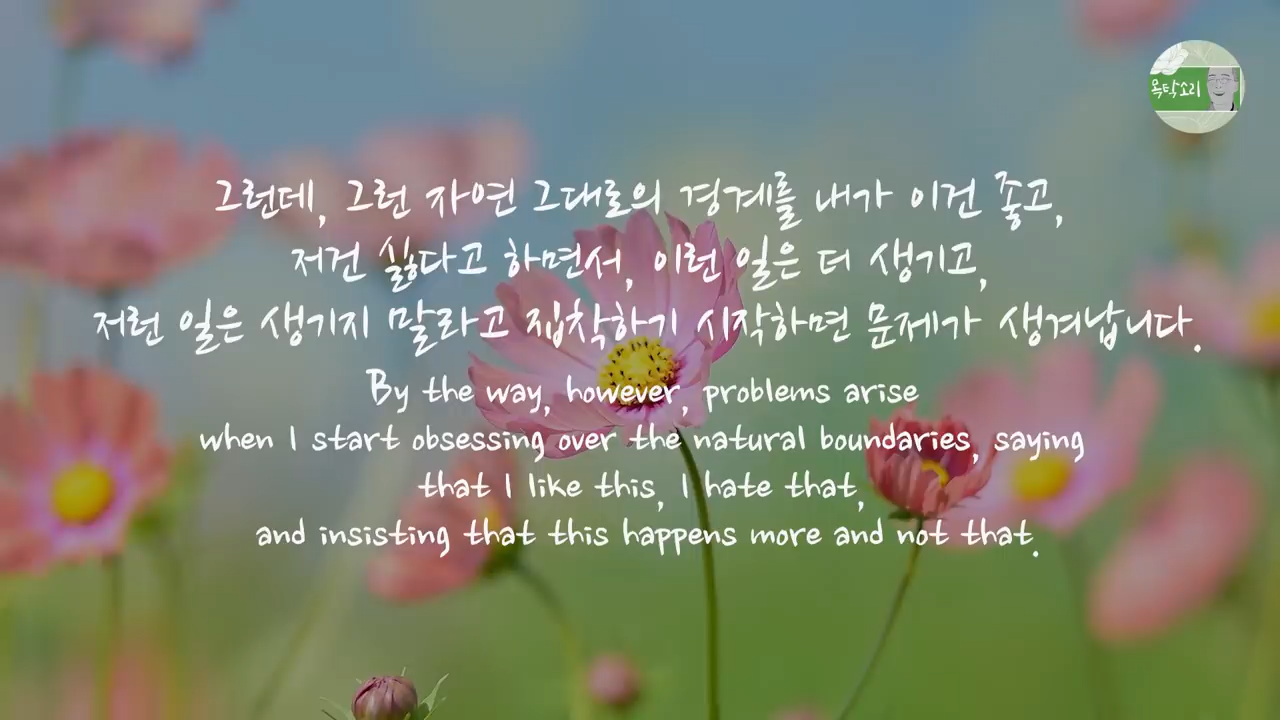 목탁소리
그런데, 그런 자연 그대로의 경계를 내가 이건 좋고,
저건 싫다고 하면서, 이런 일은 더 생기고,
저런 일은 생기지 말라고 집착하기 시작하면 문제가 생겨납니다.
By the way, however, problems arise
when I start obsessing over the natural boundaries, saying
that I like this, I hate that,
and insisting that this happens more and not that.